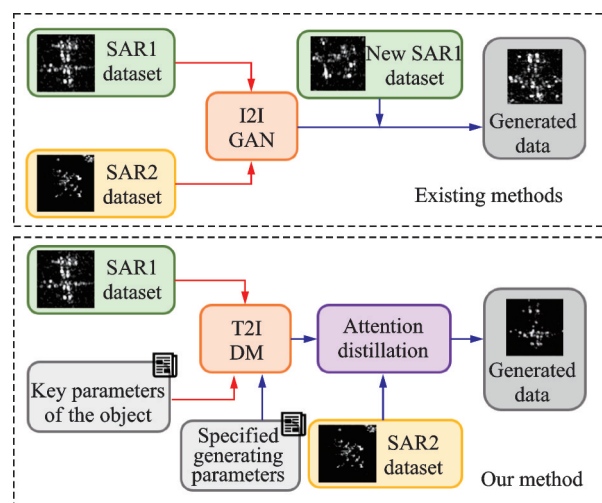 SAR1
dataset
New SAR1
dataset
I2I
GAN
Generated
data
SAR2
dataset
Existing methods
SAR1
dataset
T2I
DM
Attention
distillation
Generated
data
Key parameters
of the object
Specified
generating
parameters
SAR2
dataset
Our method